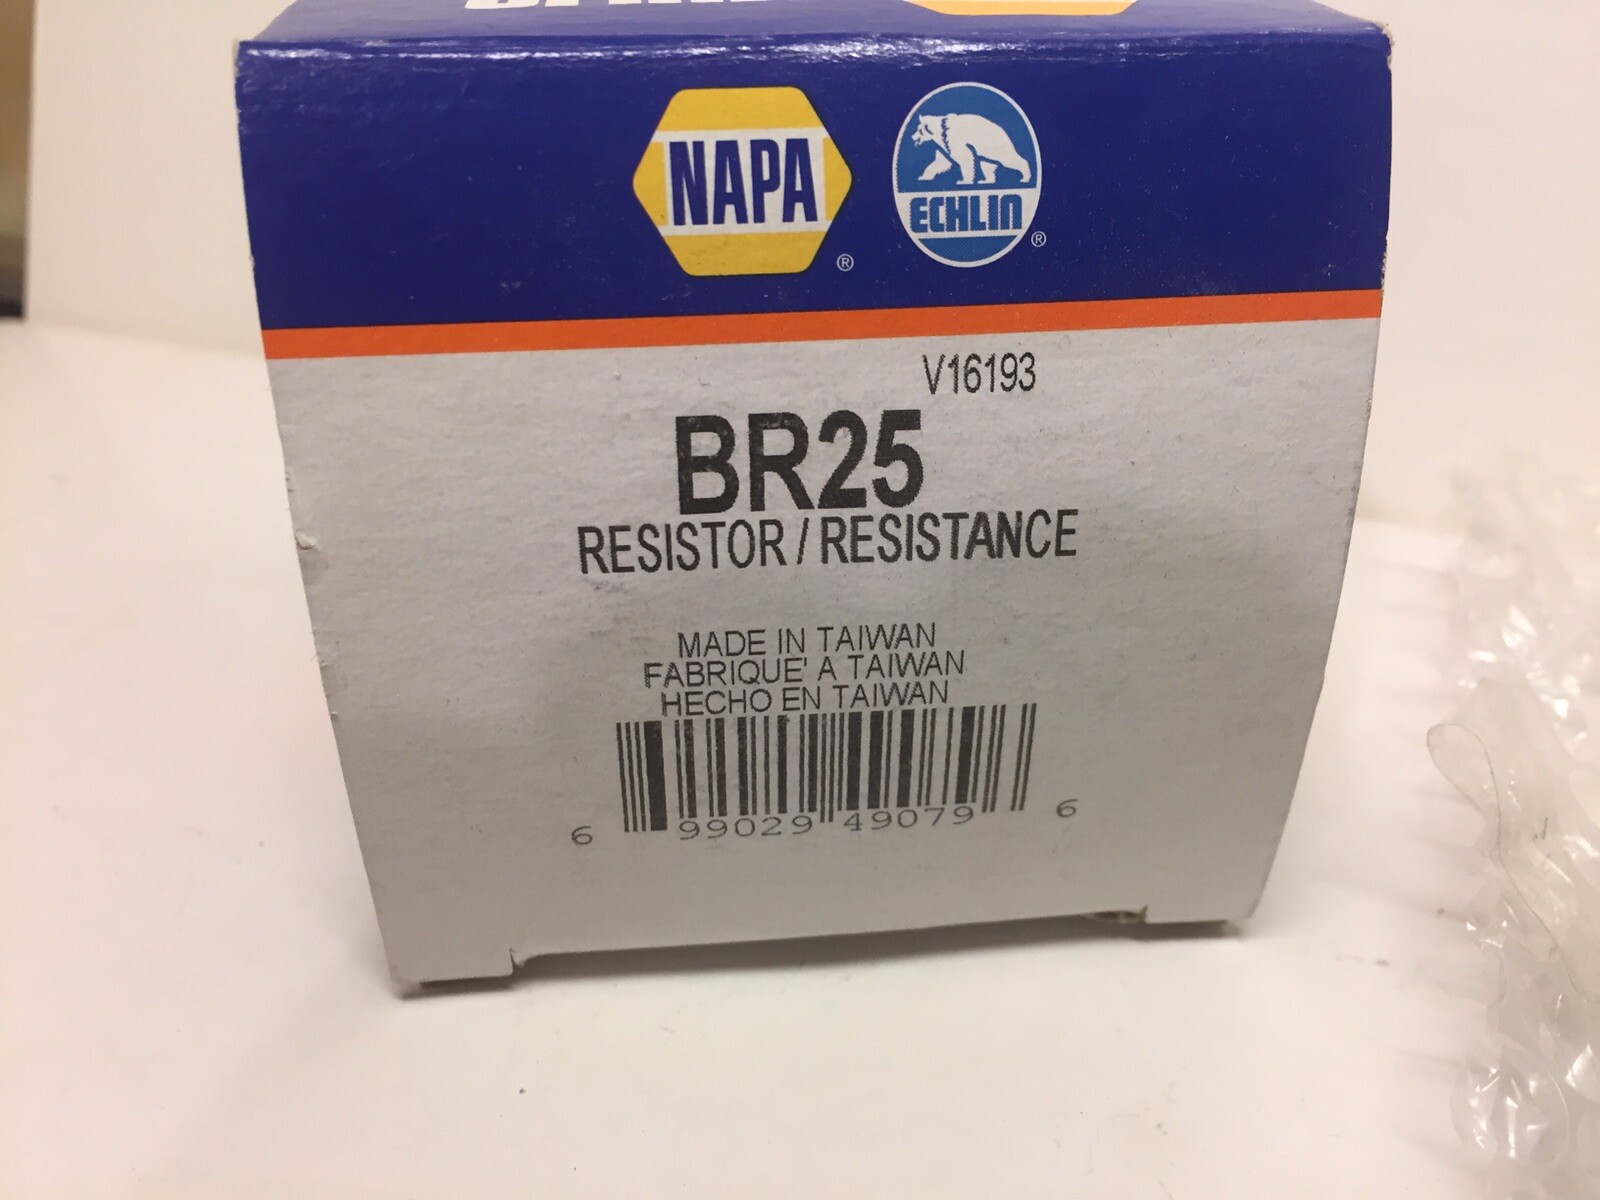 NAPA
®
ECHLIN
®
V16193
BR25
RESISTOR / RESISTANCE
MADE IN TAIWAN
FABRIQUE' A TAIWAN
HECHO EN TAIWAN
6 99029 49079 6